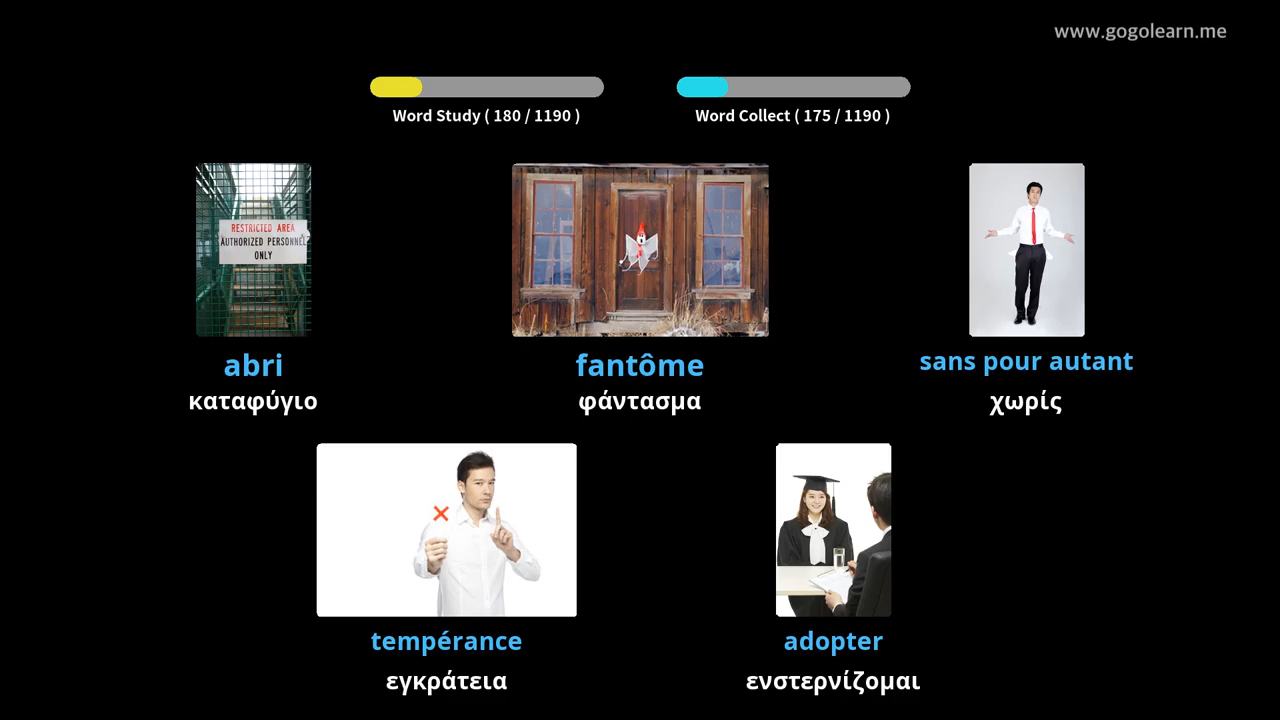 www.gogolearn.me
Word Study ( 180 / 1190 )
Word Collect ( 175 / 1190 )
RESTRICTED AREA
AUTHORIZED PERSONNEL
ONLY
abri
καταφύγιο
fantôme
φάντασμα
sans pour autant
χωρίς
tempérance
εγκράτεια
adopter
ενστερνίζομαι